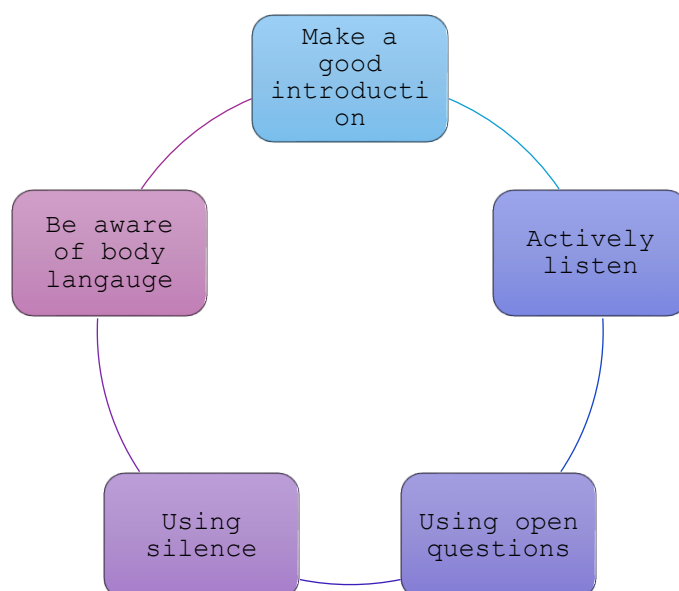 Make a
good
introducti
on
Actively
listen
Using open
questions
Using
silence
Be aware
of body
langauge